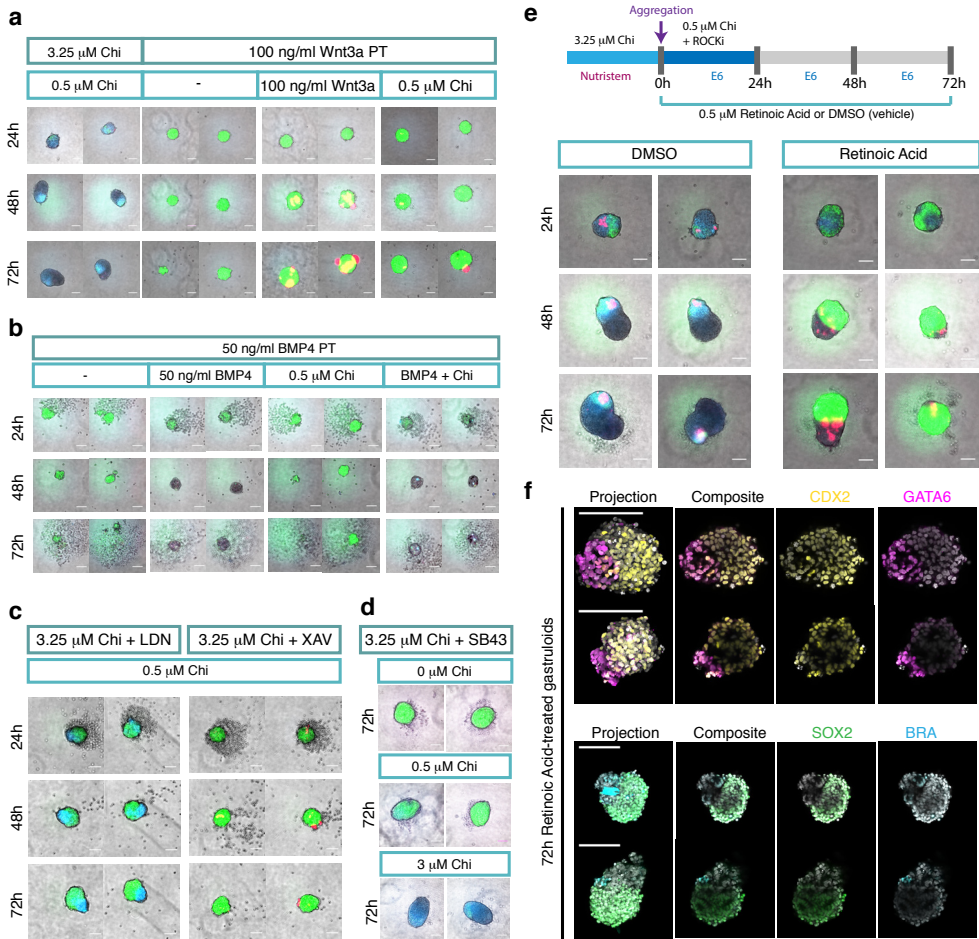 a
3.25 μM Chi
100 ng/ml Wnt3a PT
0.5 μM Chi
-
100 ng/ml Wnt3a
0.5 μM Chi
24h
48h
72h
b
50 ng/ml BMP4 PT
-
50 ng/ml BMP4
0.5 μM Chi
BMP4 + Chi
24h
48h
72h
c
3.25 μM Chi + LDN
3.25 μM Chi + XAV
0.5 μM Chi
24h
48h
72h
d
3.25 μM Chi + SB43
0 μM Chi
72h
0.5 μM Chi
72h
3 μM Chi
72h
e
Aggregation
3.25 μM Chi
0.5 μM Chi
+ ROCKi
Nutristem
E6
E6
E6
0h
24h
48h
72h
0.5 μM Retinoic Acid or DMSO (vehicle)
DMSO
Retinoic Acid
24h
48h
72h
f
72h Retinoic Acid-treated gastruloids
Projection
Composite
CDX2
GATA6
Projection
Composite
SOX2
BRA